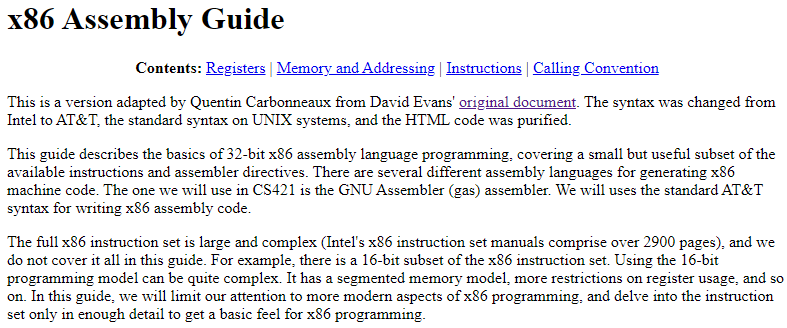 x86 Assembly Guide
Contents: Registers | Memory and Addressing | Instructions | Calling Convention
This is a version adapted by Quentin Carbonneaux from David Evans' original document. The syntax was changed from
Intel to AT&T, the standard syntax on UNIX systems, and the HTML code was purified.
This guide describes the basics of 32-bit x86 assembly language programming, covering a small but useful subset of the
available instructions and assembler directives. There are several different assembly languages for generating x86
machine code. The one we will use in CS421 is the GNU Assembler (gas) assembler. We will uses the standard AT&T
syntax for writing x86 assembly code.
The full x86 instruction set is large and complex (Intel's x86 instruction set manuals comprise over 2900 pages), and we
do not cover it all in this guide. For example, there is a 16-bit subset of the x86 instruction set. Using the 16-bit
programming model can be quite complex. It has a segmented memory model, more restrictions on register usage, and so
on. In this guide, we will limit our attention to more modern aspects of x86 programming, and delve into the instruction
set only in enough detail to get a basic feel for x86 programming.